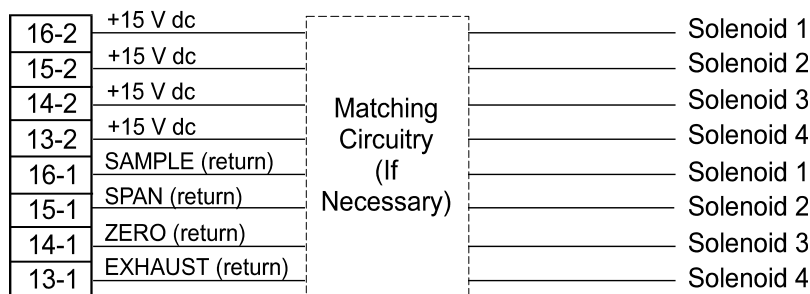 16-2 +15 V dc Solenoid 1
15-2 +15 V dc Solenoid 2
14-2 +15 V dc Solenoid 3
13-2 +15 V dc Solenoid 4
16-1 SAMPLE (return) Solenoid 1
15-1 SPAN (return) Solenoid 2
14-1 ZERO (return) Solenoid 3
13-1 EXHAUST (return) Solenoid 4
Matching
Circuitry
(If
Necessary)